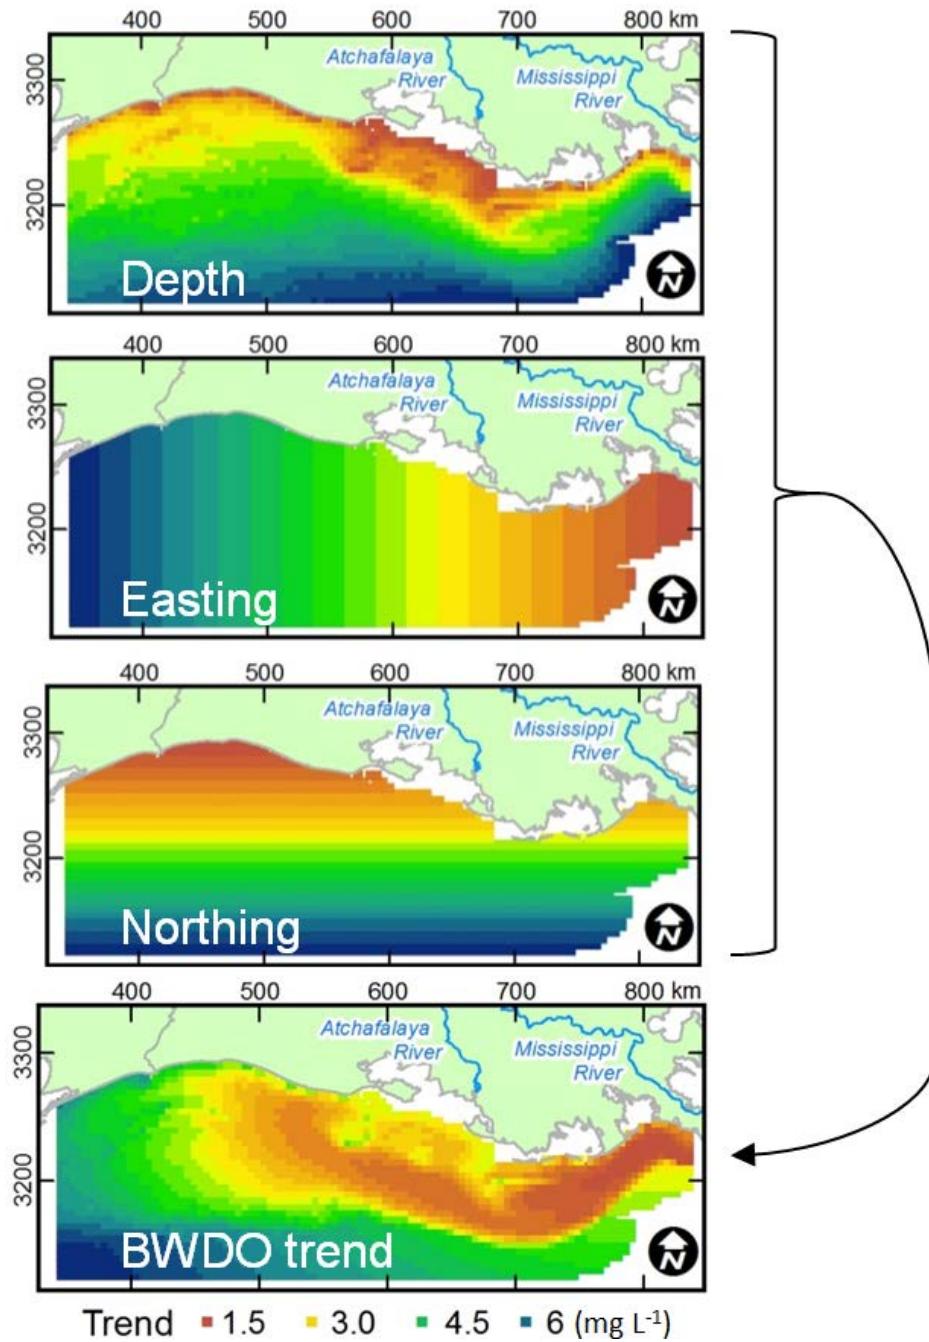 400 500 600 700 800 km
Atchafalaya
River
Mississippi
River
3300
3200
Depth
N
400 500 600 700 800 km
Atchafalaya
River
Mississippi
River
3300
3200
Easting
N
400 500 600 700 800 km
Atchafalaya
River
Mississippi
River
3300
3200
Northing
N
400 500 600 700 800 km
Atchafalaya
River
Mississippi
River
3300
3200
BWDO trend
N
Trend 1.5 3.0 4.5 6 (mg L⁻¹)